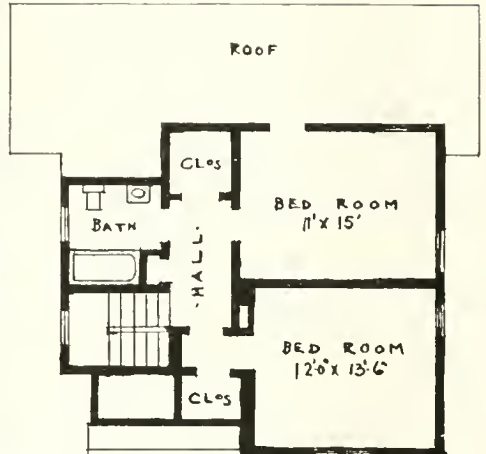 ROOF
CLOS
BED ROOM
11' X 15'
BATH
-HALL-
BED ROOM
12'-0" X 13'-6"
CLOS